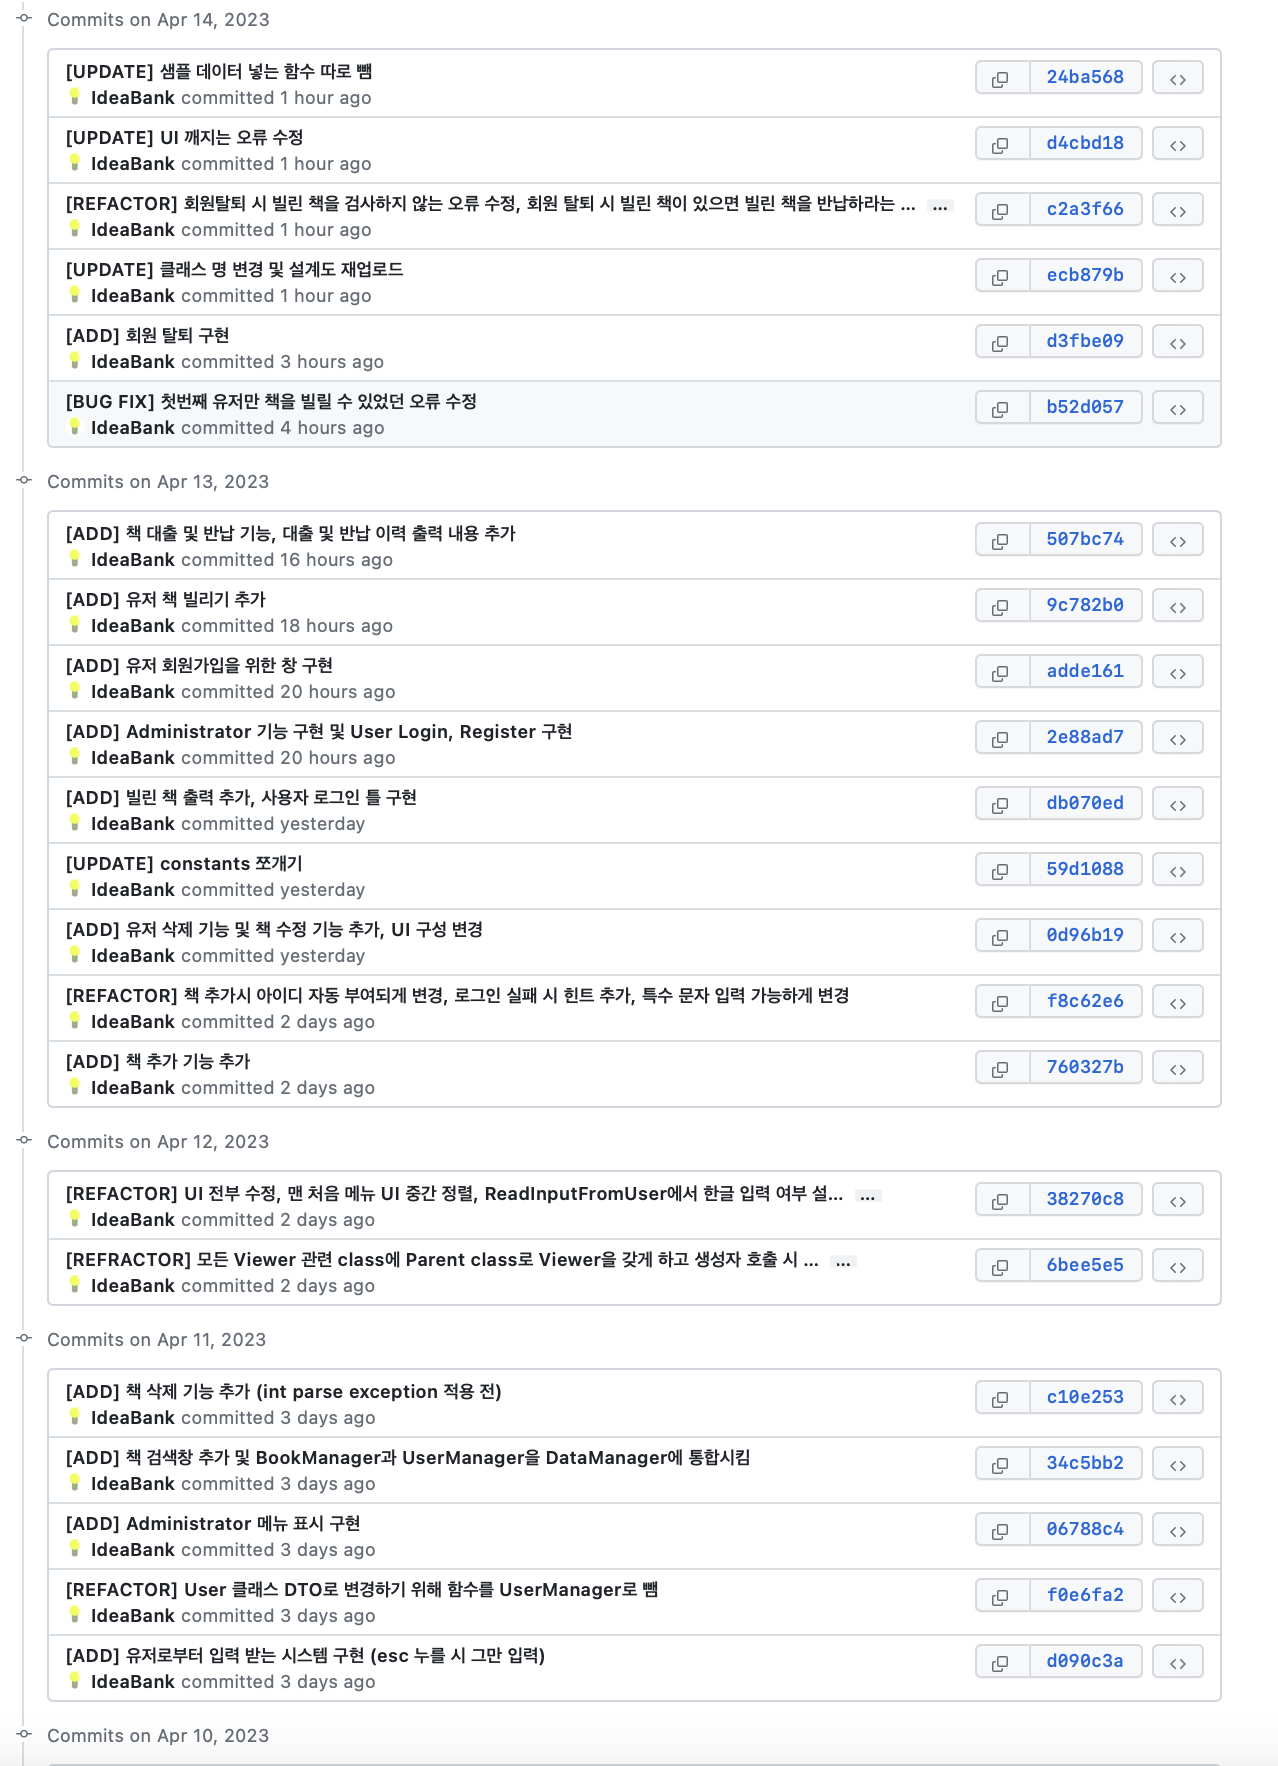 Commits on Apr 14, 2023
[UPDATE] 샘플 데이터 넣는 함수 따로 뺌
24ba568
IdeaBank committed 1 hour ago
[UPDATE] UI 깨지는 오류 수정
d4cbd18
IdeaBank committed 1 hour ago
[REFACTOR] 회원탈퇴 시 빌린 책을 검사하지 않는 오류 수정, 회원 탈퇴 시 빌린 책이 있으면 빌린 책을 반납하라는 ... ...
c2a3f66
IdeaBank committed 1 hour ago
[UPDATE] 클래스 명 변경 및 설계도 재업로드
ecb879b
IdeaBank committed 1 hour ago
[ADD] 회원 탈퇴 구현
d3fbe09
IdeaBank committed 3 hours ago
[BUG FIX] 첫번째 유저만 책을 빌릴 수 있었던 오류 수정
b52d057
IdeaBank committed 4 hours ago
Commits on Apr 13, 2023
[ADD] 책 대출 및 반납 기능, 대출 및 반납 이력 출력 내용 추가
507bc74
IdeaBank committed 16 hours ago
[ADD] 유저 책 빌리기 추가
9c782b0
IdeaBank committed 18 hours ago
[ADD] 유저 회원가입을 위한 창 구현
adde161
IdeaBank committed 20 hours ago
[ADD] Administrator 기능 구현 및 User Login, Register 구현
2e88ad7
IdeaBank committed 20 hours ago
[ADD] 빌린 책 출력 추가, 사용자 로그인 틀 구현
db070ed
IdeaBank committed yesterday
[UPDATE] constants 쪼개기
59d1088
IdeaBank committed yesterday
[ADD] 유저 삭제 기능 및 책 수정 기능 추가, UI 구성 변경
0d96b19
IdeaBank committed yesterday
[REFACTOR] 책 추가시 아이디 자동 부여되게 변경, 로그인 실패 시 힌트 추가, 특수 문자 입력 가능하게 변경
f8c62e6
IdeaBank committed 2 days ago
[ADD] 책 추가 기능 추가
760327b
IdeaBank committed 2 days ago
Commits on Apr 12, 2023
[REFACTOR] UI 전부 수정, 맨 처음 메뉴 UI 중간 정렬, ReadInputFromUser에서 한글 입력 여부 설... ...
38270c8
IdeaBank committed 2 days ago
[REFRACTOR] 모든 Viewer 관련 class에 Parent class로 Viewer을 갖게 하고 생성자 호출 시 ... ...
6bee5e5
IdeaBank committed 2 days ago
Commits on Apr 11, 2023
[ADD] 책 삭제 기능 추가 (int parse exception 적용 전)
c10e253
IdeaBank committed 3 days ago
[ADD] 책 검색창 추가 및 BookManager과 UserManager을 DataManager에 통합시킴
34c5bb2
IdeaBank committed 3 days ago
[ADD] Administrator 메뉴 표시 구현
06788c4
IdeaBank committed 3 days ago
[REFACTOR] User 클래스 DTO로 변경하기 위해 함수를 UserManager로 뺌
f0e6fa2
IdeaBank committed 3 days ago
[ADD] 유저로부터 입력 받는 시스템 구현 (esc 누를 시 그만 입력)
d090c3a
IdeaBank committed 3 days ago
Commits on Apr 10, 2023